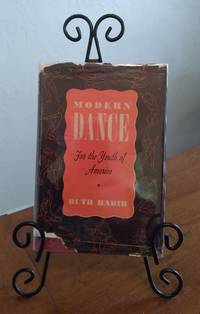 MODERN
DANCE
For the Youth of
America
RUTH RADIR